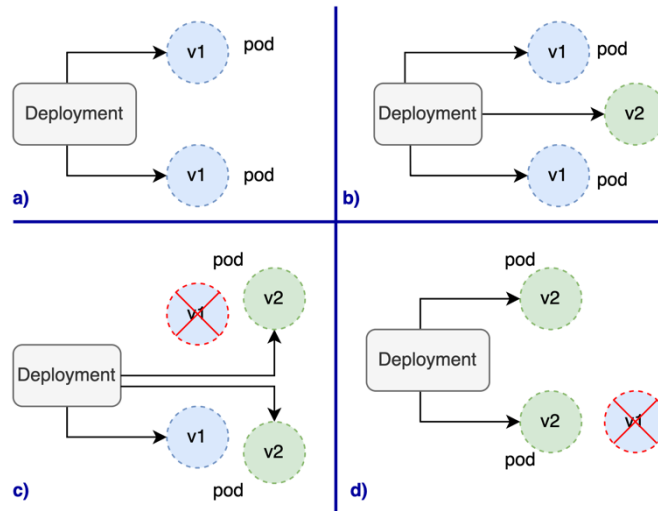 v1
pod
Deployment
v1
pod
a)
v1
pod
Deployment
v2
v1
pod
b)
pod
v1
v2
Deployment
v1
v2
pod
c)
pod
v2
Deployment
v2
v1
pod
d)